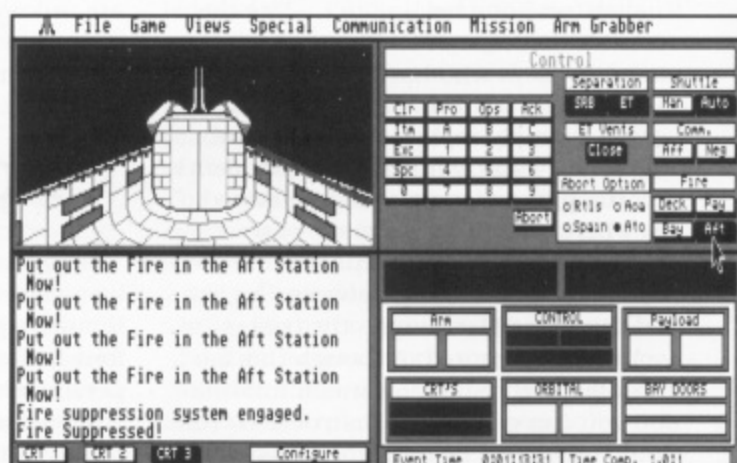 File Game Views Special Communication Mission Arm Grabber
Control
Separation Shuttle
SRB ET Man Auto
Clr Pro Ops Ack
ET Vents Comm.
Itm A B C
Close Aff Neg
Exc 1 2 3
Spc 4 5 6
0 7 8 9
Abort
Abort Option Fire
Rtls Aoa Deck Pay
Spain Ato Bay Aft
Put out the Fire in the Aft Station
Now!
Put out the Fire in the Aft Station
Now!
Put out the Fire in the Aft Station
Now!
Put out the Fire in the Aft Station
Now!
Fire suppression system engaged.
Fire Suppressed!
CRT 1 CRT 2 CRT 3 Configure
Arm CONTROL Payload
CRT'S ORBITAL BAY DOORS
Event Time Time Comp.